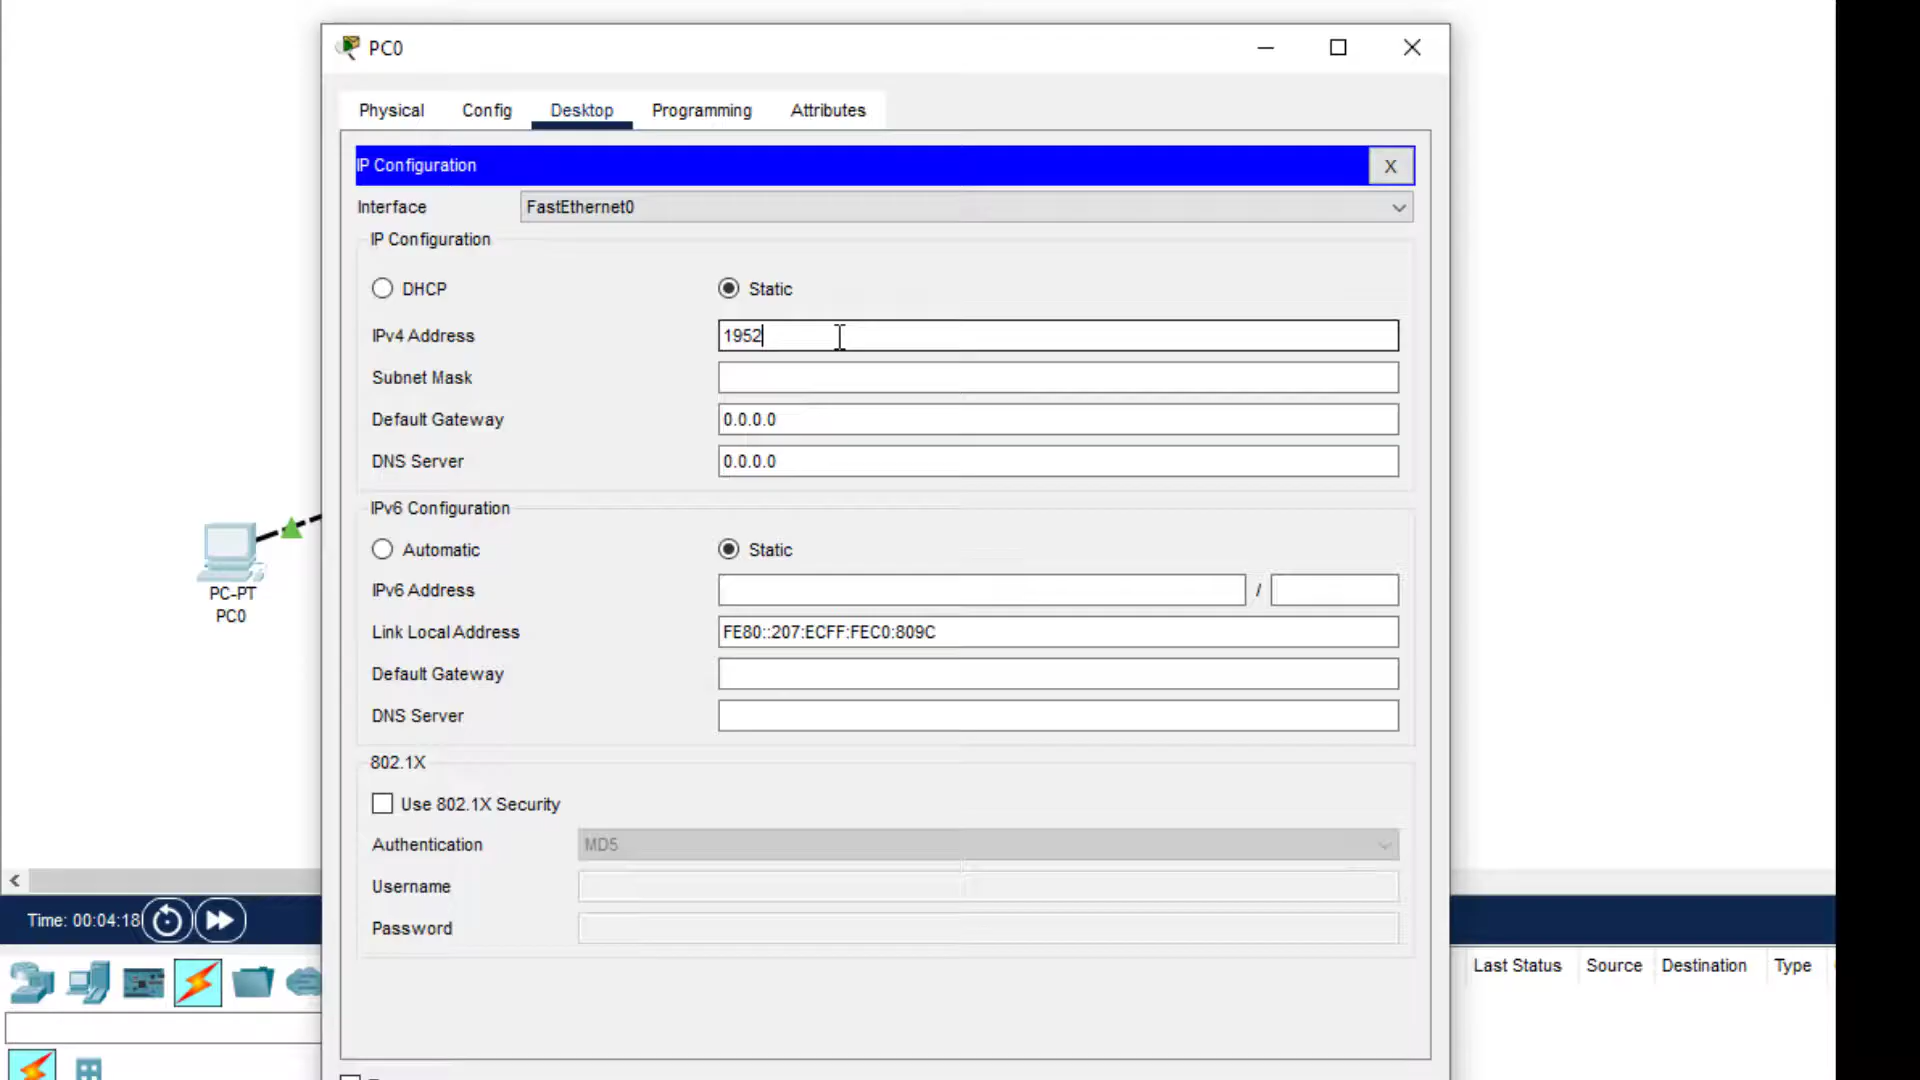 PC0
Physical Config Desktop Programming Attributes
IP Configuration X
Interface FastEthernet0
IP Configuration
DHCP Static
IPv4 Address 1952
Subnet Mask
Default Gateway 0.0.0.0
DNS Server 0.0.0.0
IPv6 Configuration
Automatic Static
IPv6 Address /
Link Local Address FE80::207:ECFF:FEC0:809C
Default Gateway
DNS Server
802.1X
Use 802.1X Security
Authentication MD5
Username
Password
PC-PT
PC0
Time: 00:04:18
Last Status Source Destination Type